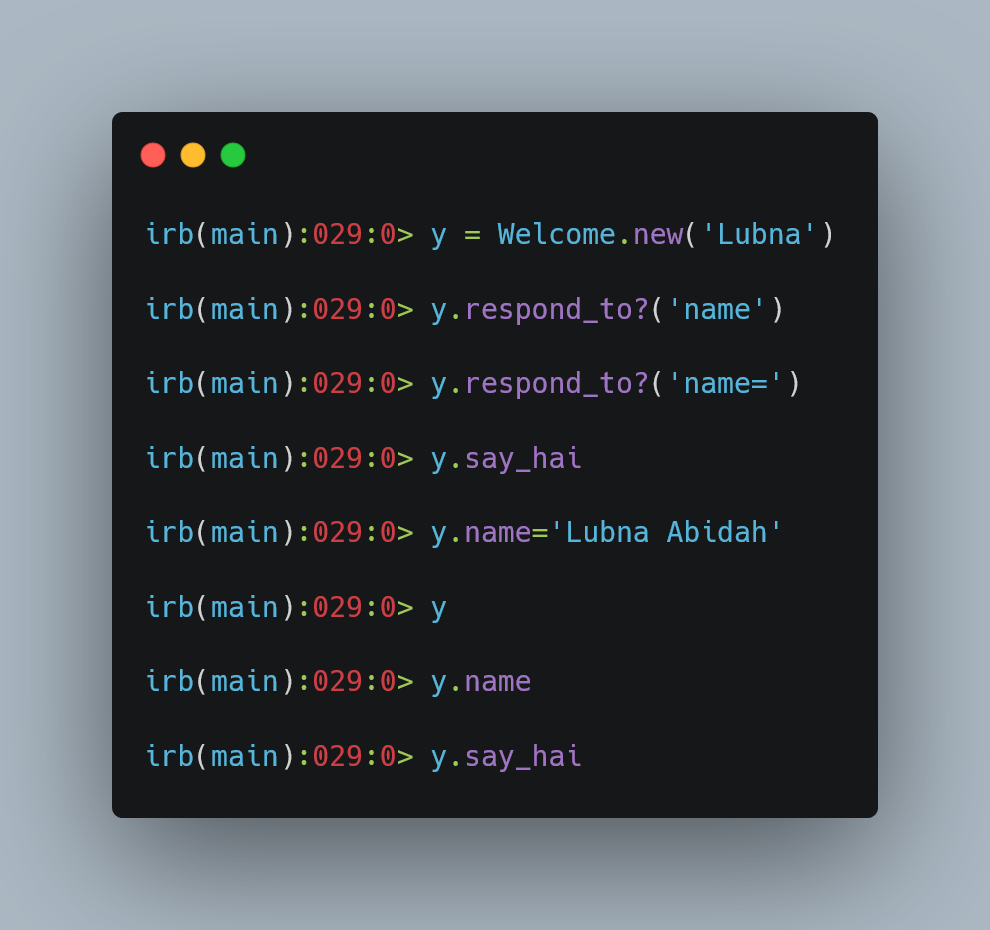 irb(main):029:0> y = Welcome.new('Lubna')
irb(main):029:0> y.respond_to?('name')
irb(main):029:0> y.respond_to?('name=')
irb(main):029:0> y.say_hai
irb(main):029:0> y.name='Lubna Abidah'
irb(main):029:0> y
irb(main):029:0> y.name
irb(main):029:0> y.say_hai